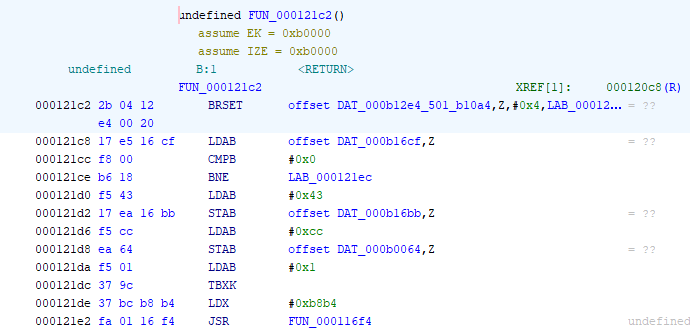 undefined FUN_000121c2()
assume EK = 0xb0000
assume IZE = 0xb0000
undefined B:1 <RETURN>
FUN_000121c2 XREF[1]: 000120c8(R)
000121c2 2b 04 12 BRSET offset DAT_000b12e4_501_b10a4,Z,#0x4,LAB_00012... = ??
e4 00 20
000121c8 17 e5 16 cf LDAB offset DAT_000b16cf,Z = ??
000121cc f8 00 CMPB #0x0
000121ce b6 18 BNE LAB_000121ec
000121d0 f5 43 LDAB #0x43
000121d2 17 ea 16 bb STAB offset DAT_000b16bb,Z = ??
000121d6 f5 cc LDAB #0xcc
000121d8 ea 64 STAB offset DAT_000b0064,Z = ??
000121da f5 01 LDAB #0x1
000121dc 37 9c TBXK
000121de 37 bc b8 b4 LDX #0xb8b4
000121e2 fa 01 16 f4 JSR FUN_000116f4 undefined